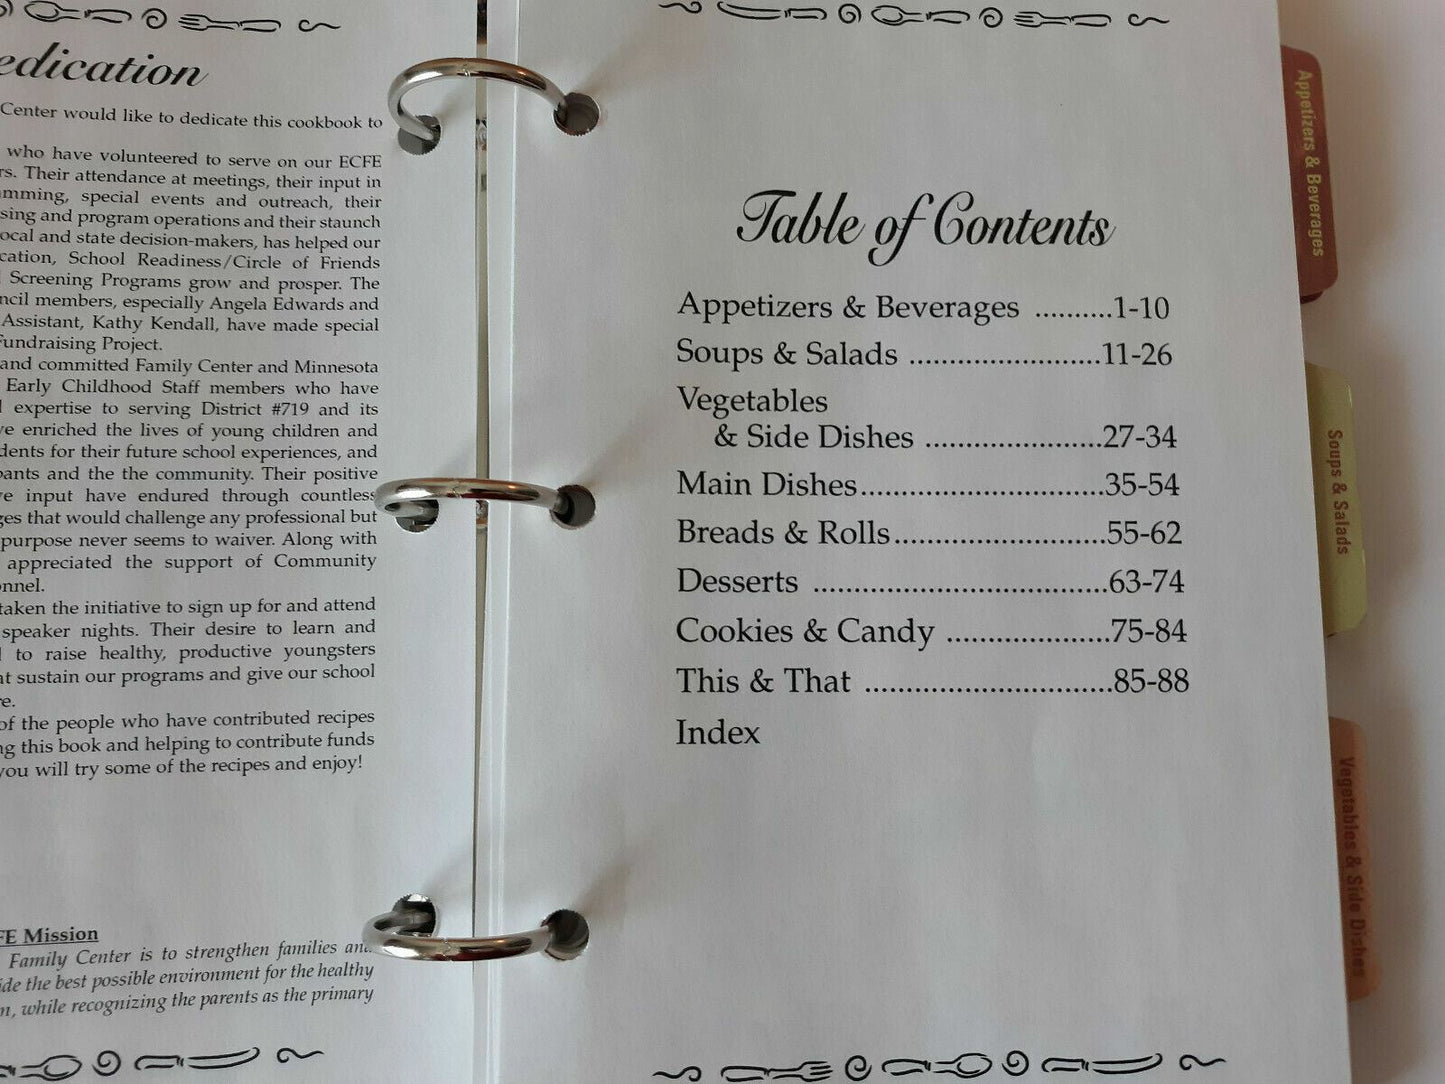 edication
Center would like to dedicate this cookbook to
who have volunteered to serve on our ECFE
rs. Their attendance at meetings, their input in
mming, special events and outreach, their
sing and program operations and their staunch
ocal and state decision-makers, has helped our
cation, School Readiness/Circle of Friends
Screening Programs grow and prosper. The
ncil members, especially Angela Edwards and
Assistant, Kathy Kendall, have made special
Fundraising Project.
and committed Family Center and Minnesota
Early Childhood Staff members who have
expertise to serving District #719 and its
ve enriched the lives of young children and
dents for their future school experiences, and
pants and the the community. Their positive
ve input have endured through countless
ges that would challenge any professional but
purpose never seems to waiver. Along with
appreciated the support of Community
onnel.
taken the initiative to sign up for and attend
speaker nights. Their desire to learn and
to raise healthy, productive youngsters
at sustain our programs and give our school
re.
of the people who have contributed recipes
ng this book and helping to contribute funds
you will try some of the recipes and enjoy!
FE Mission
Family Center is to strengthen families and
ide the best possible environment for the healthy
n, while recognizing the parents as the primary
Table of Contents
Appetizers & Beverages ..........1-10
Soups & Salads .......................11-26
Vegetables
& Side Dishes .....................27-34
Main Dishes.............................35-54
Breads & Rolls.........................55-62
Desserts ...................................63-74
Cookies & Candy ...................75-84
This & That .............................85-88
Index
Appetizers & Beverages
Soups & Salads
Vegetables & Side Dishes